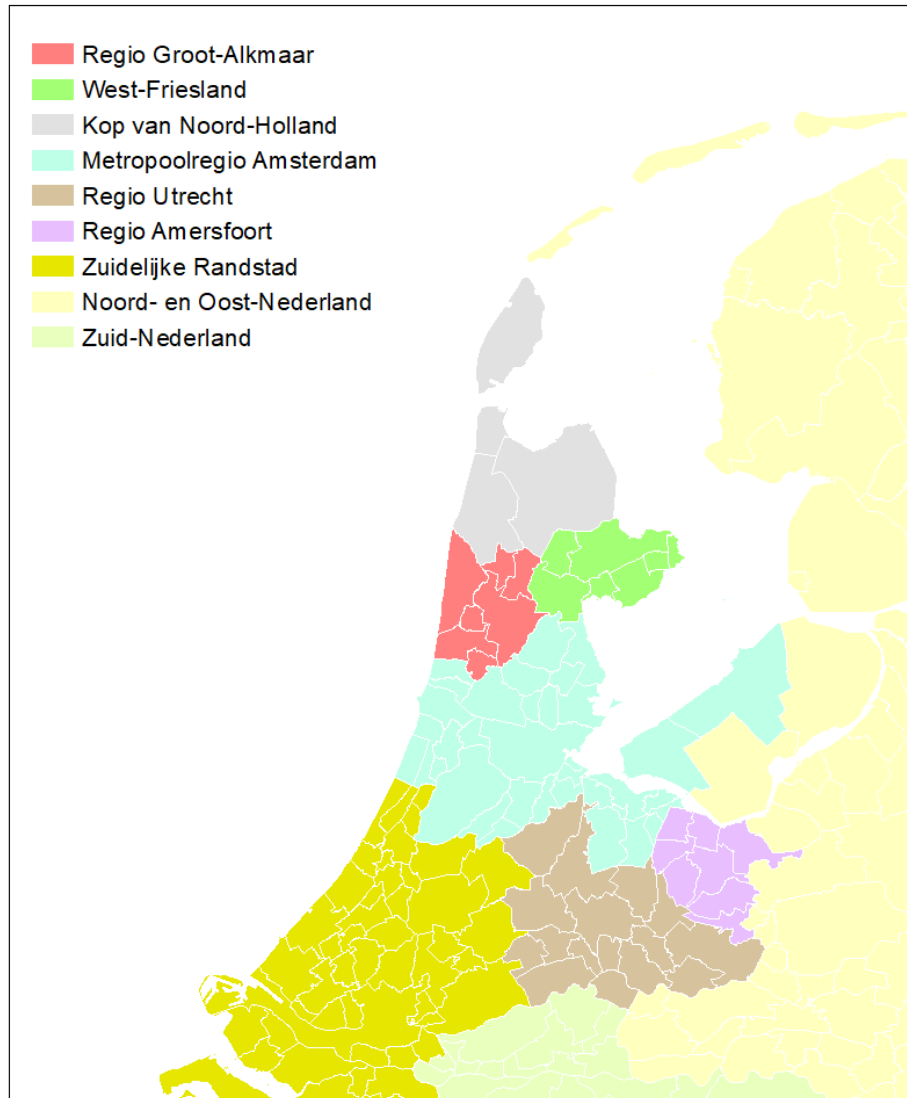 Regio Groot-Alkmaar
West-Friesland
Kop van Noord-Holland
Metropoolregio Amsterdam
Regio Utrecht
Regio Amersfoort
Zuidelijke Randstad
Noord- en Oost-Nederland
Zuid-Nederland